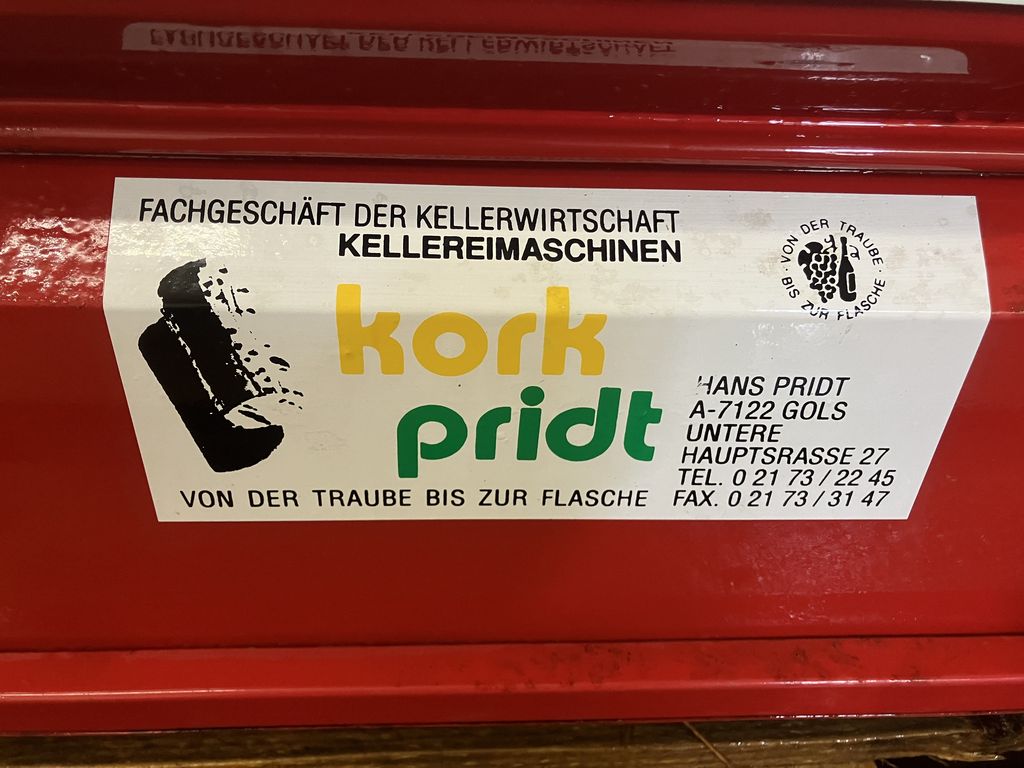 FACHGESCHÄFT DER KELLERWIRTSCHAFT
KELLEREIMASCHINEN
VON DER TRAUBE
BIS ZUR FLASCHE
kork
pridt
HANS PRIDT
A-7122 GOLS
UNTERE
HAUPTSRASSE 27
TEL. 0 21 73 / 22 45
FAX. 0 21 73 / 31 47
VON DER TRAUBE BIS ZUR FLASCHE